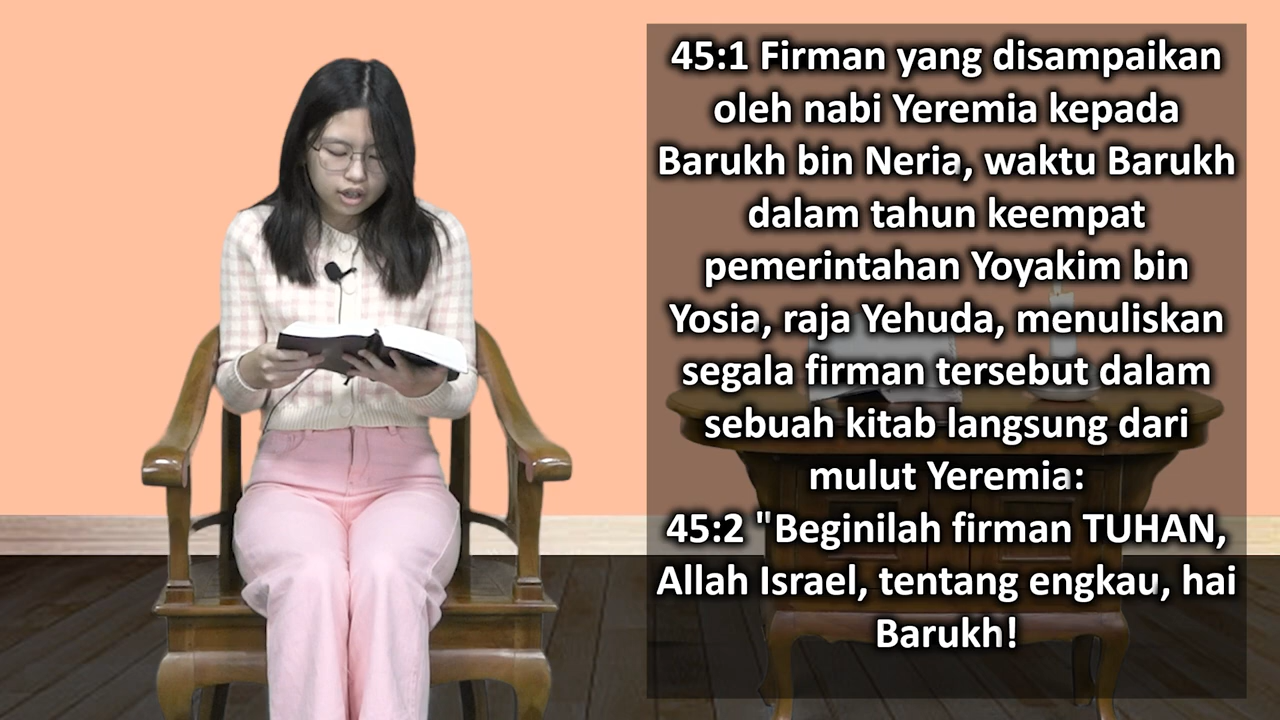 45:1 Firman yang disampaikan
oleh nabi Yeremia kepada
Barukh bin Neria, waktu Barukh
dalam tahun keempat
pemerintahan Yoyakim bin
Yosia, raja Yehuda, menuliskan
segala firman tersebut dalam
sebuah kitab langsung dari
mulut Yeremia:
45:2 "Beginilah firman TUHAN,
Allah Israel, tentang engkau, hai
Barukh!